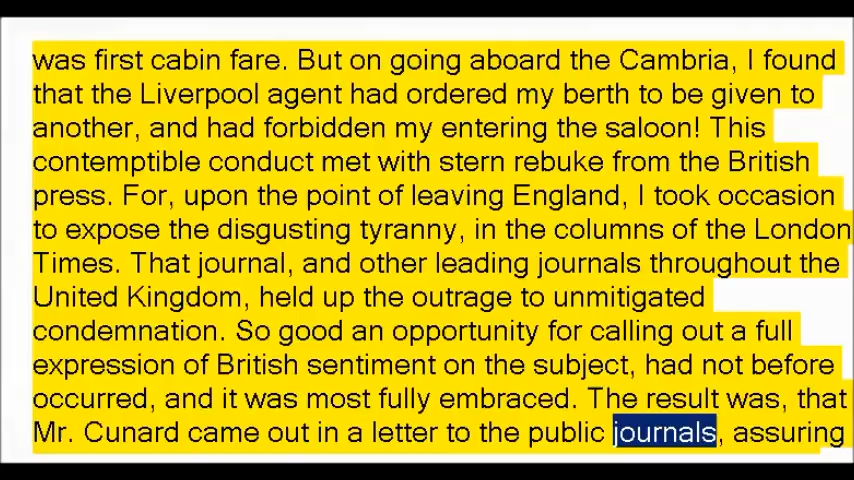 was first cabin fare. But on going aboard the Cambria, I found
that the Liverpool agent had ordered my berth to be given to
another, and had forbidden my entering the saloon! This
contemptible conduct met with stern rebuke from the British
press. For, upon the point of leaving England, I took occasion
to expose the disgusting tyranny, in the columns of the London
Times. That journal, and other leading journals throughout the
United Kingdom, held up the outrage to unmitigated
condemnation. So good an opportunity for calling out a full
expression of British sentiment on the subject, had not before
occurred, and it was most fully embraced. The result was, that
Mr. Cunard came out in a letter to the public journals, assuring